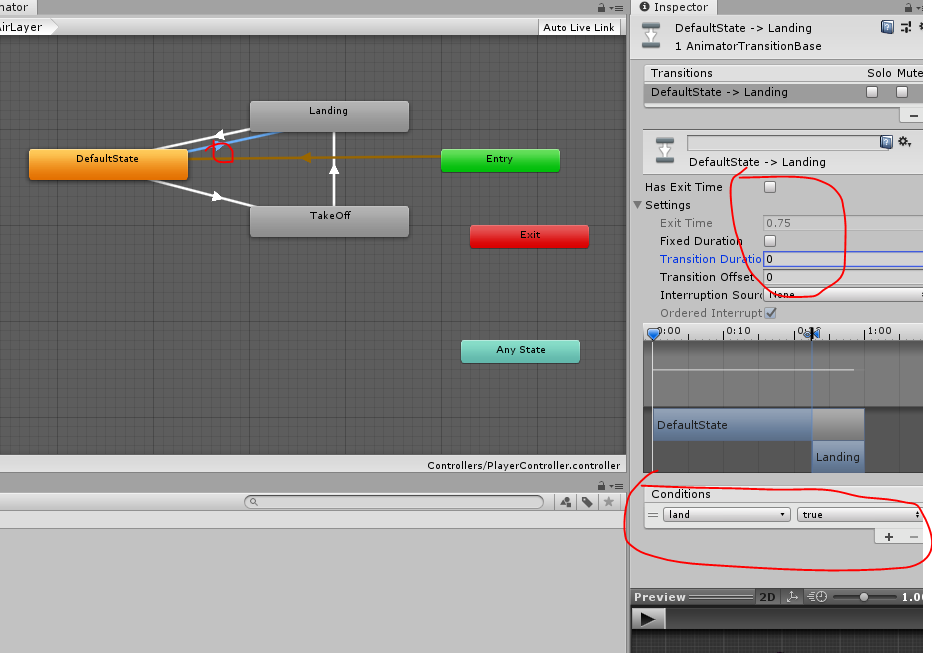 nator
AirLayer
Auto Live Link
Landing
DefaultState
Entry
TakeOff
Exit
Any State
Controllers/PlayerController.controller
Inspector
DefaultState -> Landing
1 AnimatorTransitionBase
Transitions Solo Mute
DefaultState -> Landing
DefaultState -> Landing
Has Exit Time
Settings
Exit Time 0.75
Fixed Duration
Transition Duratio 0
Transition Offset 0
Interruption Sourc None
Ordered Interrupt
0:00 0:10 1:00
DefaultState
Landing
Conditions
land true
Preview 2D 1.0